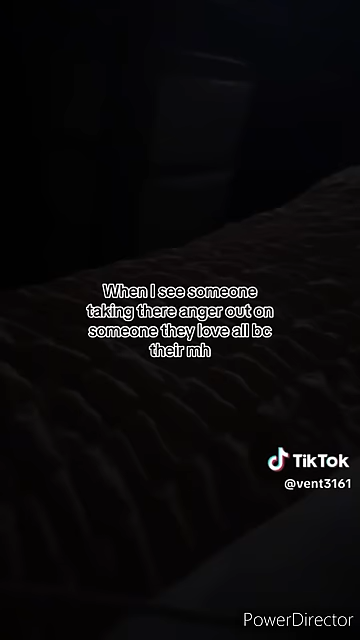 When I see someone
taking there anger out on
someone they love all bc
their mh
TikTok
@vent3161
PowerDirector